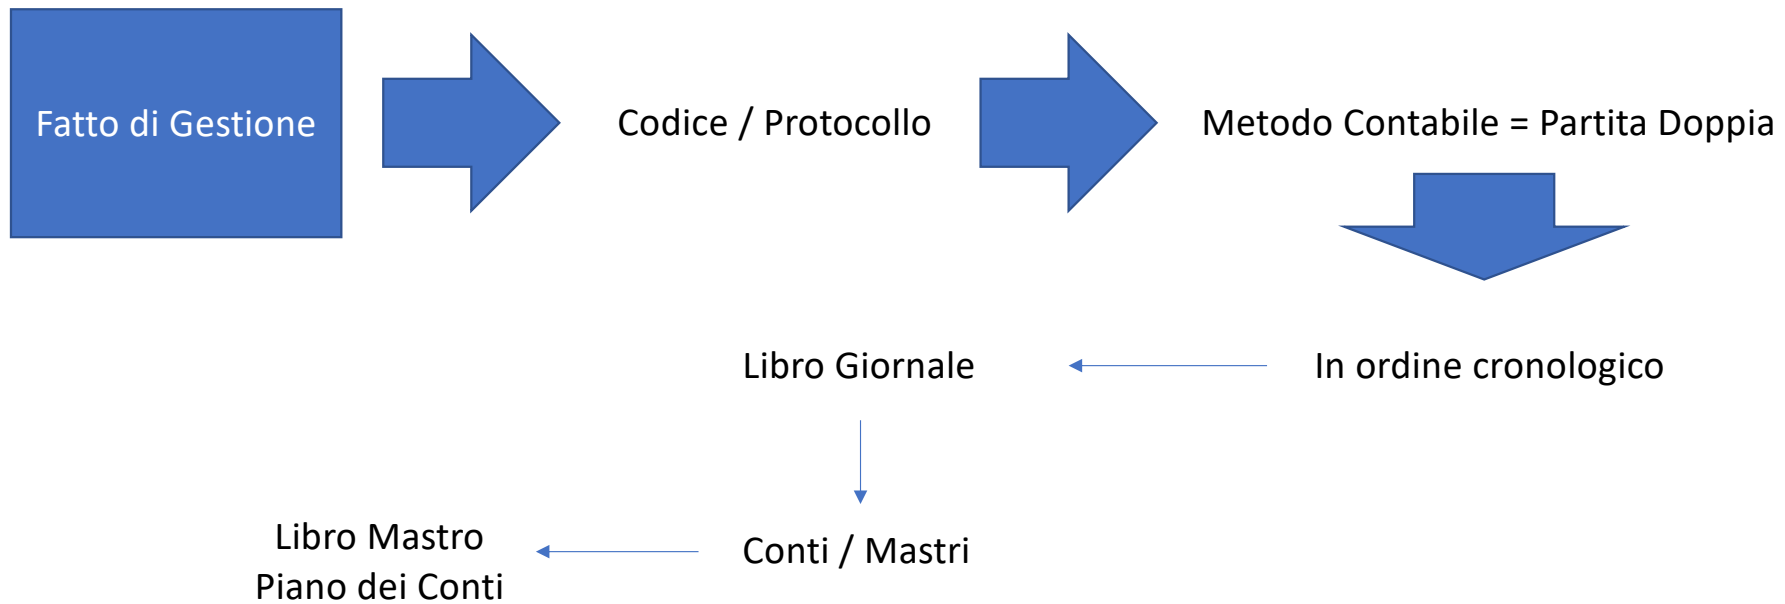 Fatto di Gestione
Codice / Protocollo
Metodo Contabile = Partita Doppia
In ordine cronologico
Libro Giornale
Conti / Mastri
Libro Mastro
Piano dei Conti